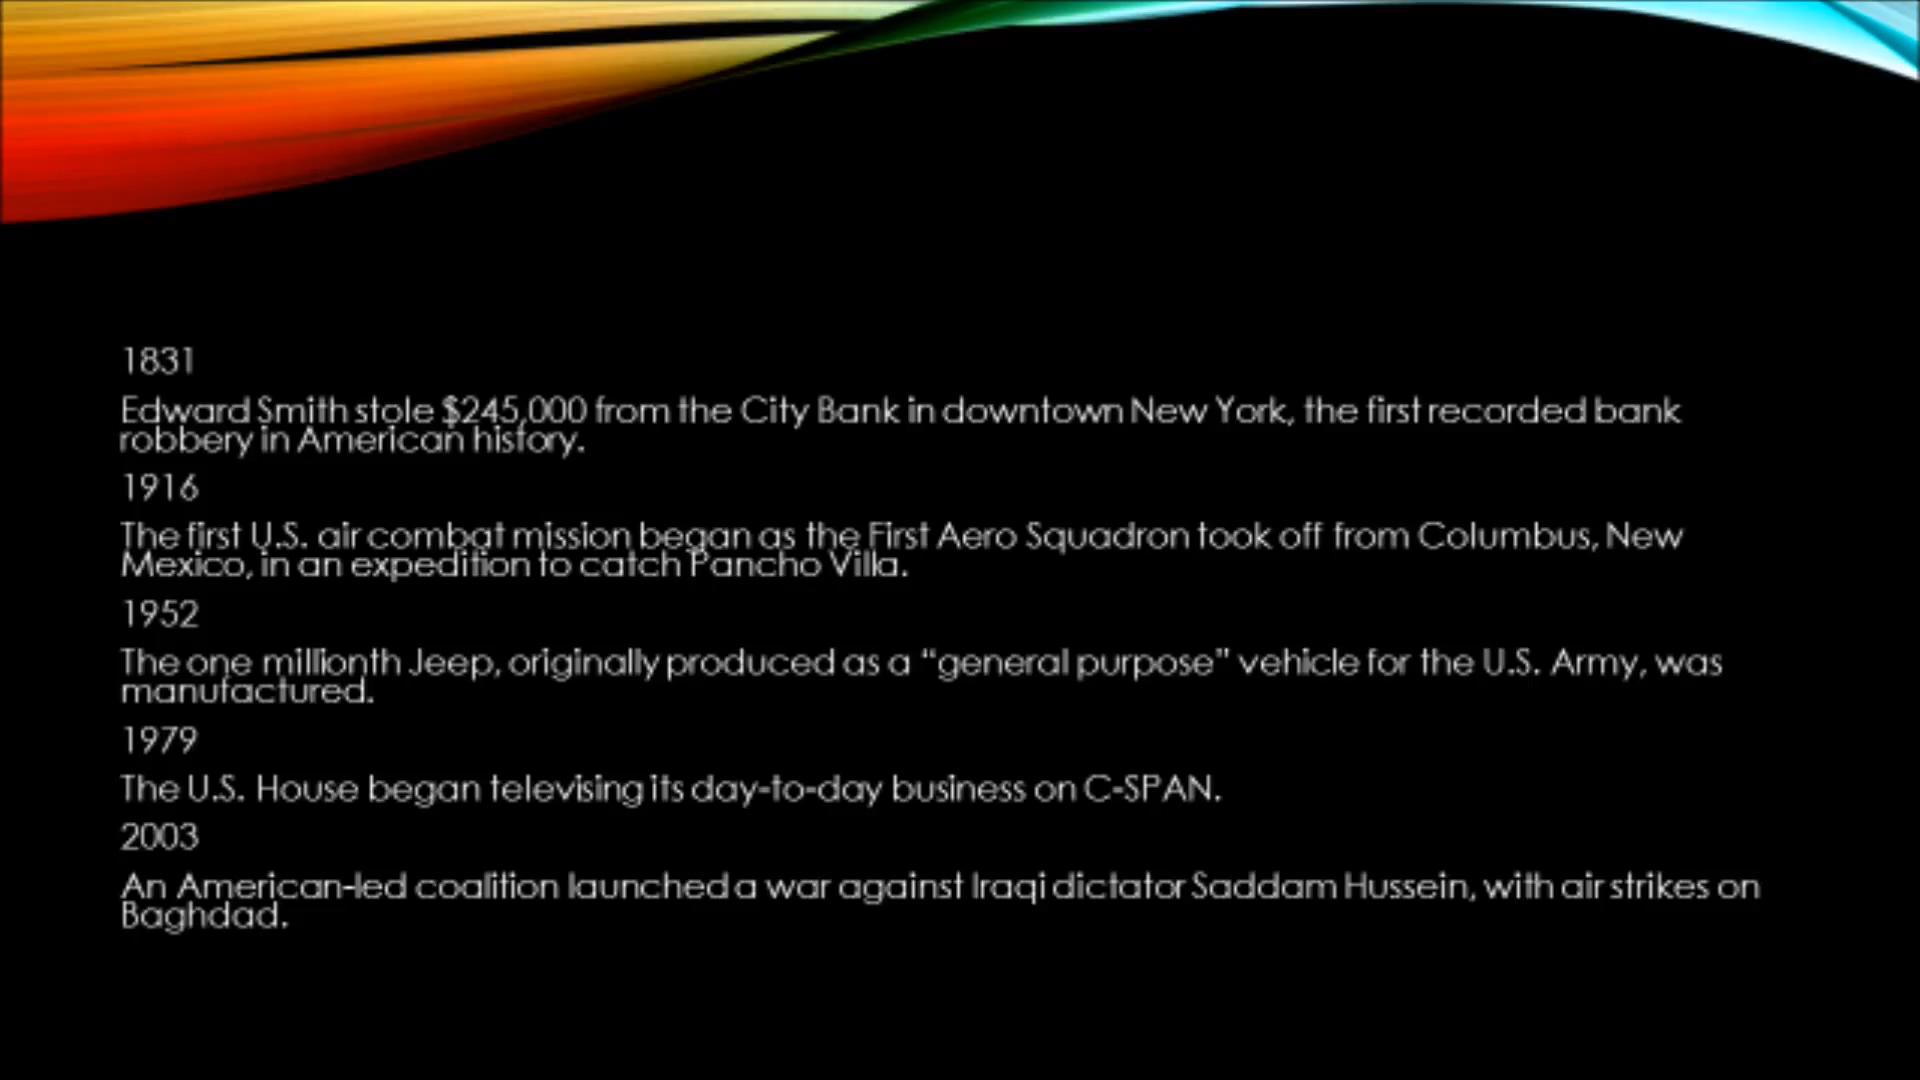 1831
Edward Smith stole $245,000 from the City Bank in downtown New York, the first recorded bank
robbery in American history.
1916
The first U.S. air combat mission began as the First Aero Squadron took off from Columbus, New
Mexico, in an expedition to catch Pancho Villa.
1952
The one millionth Jeep, originally produced as a “general purpose” vehicle for the U.S. Army, was
manufactured.
1979
The U.S. House began televising its day-to-day business on C-SPAN.
2003
An American-led coalition launched a war against Iraqi dictator Saddam Hussein, with air strikes on
Baghdad.